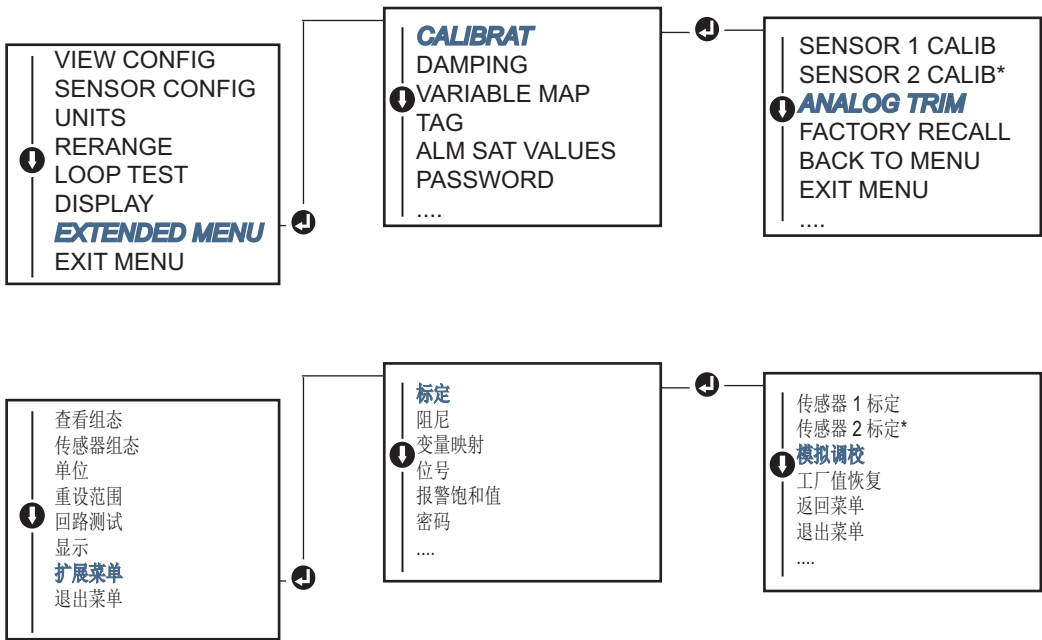 VIEW CONFIG
SENSOR CONFIG
UNITS
RERANGE
LOOP TEST
DISPLAY
EXTENDED MENU
EXIT MENU
CALIBRAT
DAMPING
VARIABLE MAP
TAG
ALM SAT VALUES
PASSWORD
....
SENSOR 1 CALIB
SENSOR 2 CALIB*
ANALOG TRIM
FACTORY RECALL
BACK TO MENU
EXIT MENU
....
查看组态
传感器组态
单位
重设范围
回路测试
显示
扩展菜单
退出菜单
标定
阻尼
变量映射
位号
报警饱和值
密码
....
传感器 1 标定
传感器 2 标定*
模拟调校
工厂值恢复
返回菜单
退出菜单
....